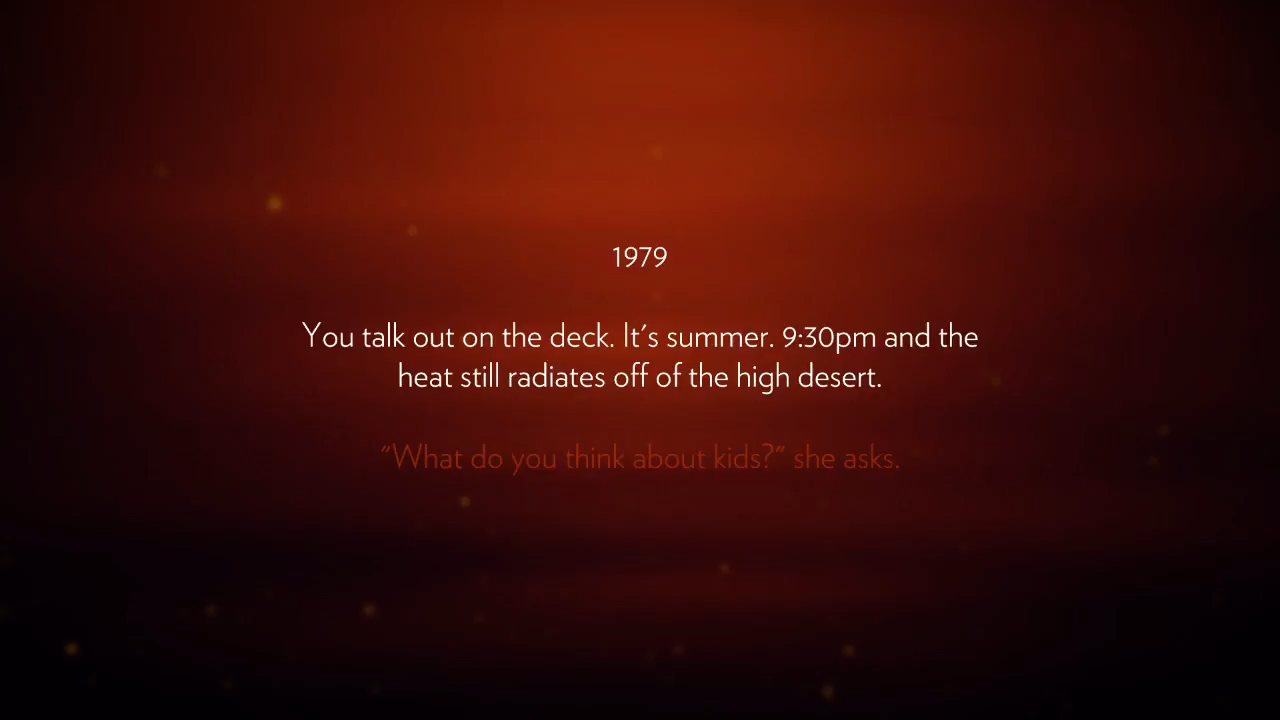 1979
You talk out on the deck. It's summer. 9:30pm and the
heat still radiates off of the high desert.
"What do you think about kids?" she asks.